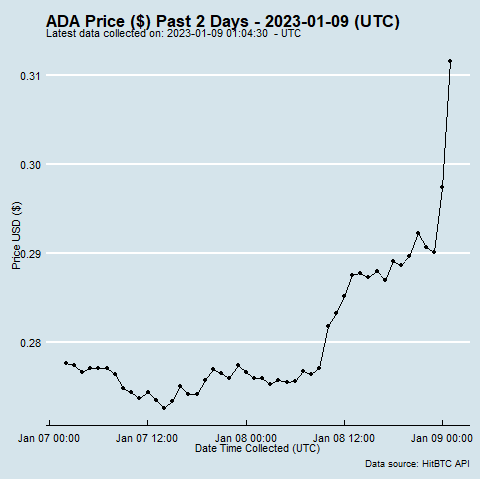 ADA Price ($) Past 2 Days - 2023-01-09 (UTC)
Latest data collected on: 2023-01-09 01:04:30 - UTC
0.31
0.30
0.29
0.28
Price USD ($)
Jan 07 00:00 Jan 07 12:00 Jan 08 00:00 Jan 08 12:00 Jan 09 00:00
Date Time Collected (UTC)
Data source: HitBTC API